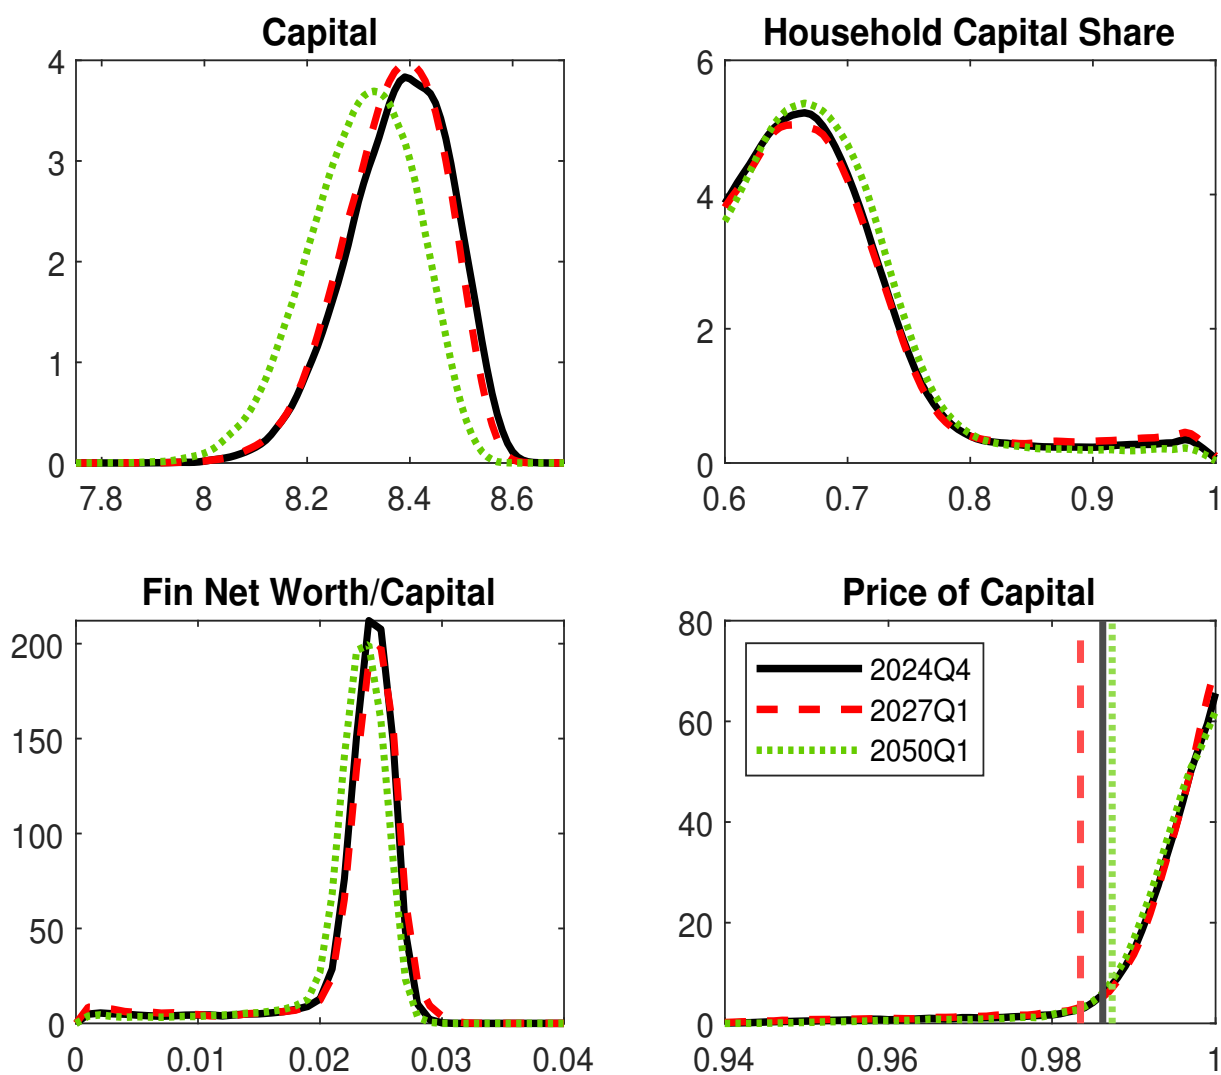 Capital
4
3
2
1
0
7.8 8 8.2 8.4 8.6
Household Capital Share
6
4
2
0
0.6 0.7 0.8 0.9 1
Fin Net Worth/Capital
200
150
100
50
0
0 0.01 0.02 0.03 0.04
Price of Capital
80
60
40
20
0
0.94 0.96 0.98 1
2024Q4
2027Q1
2050Q1